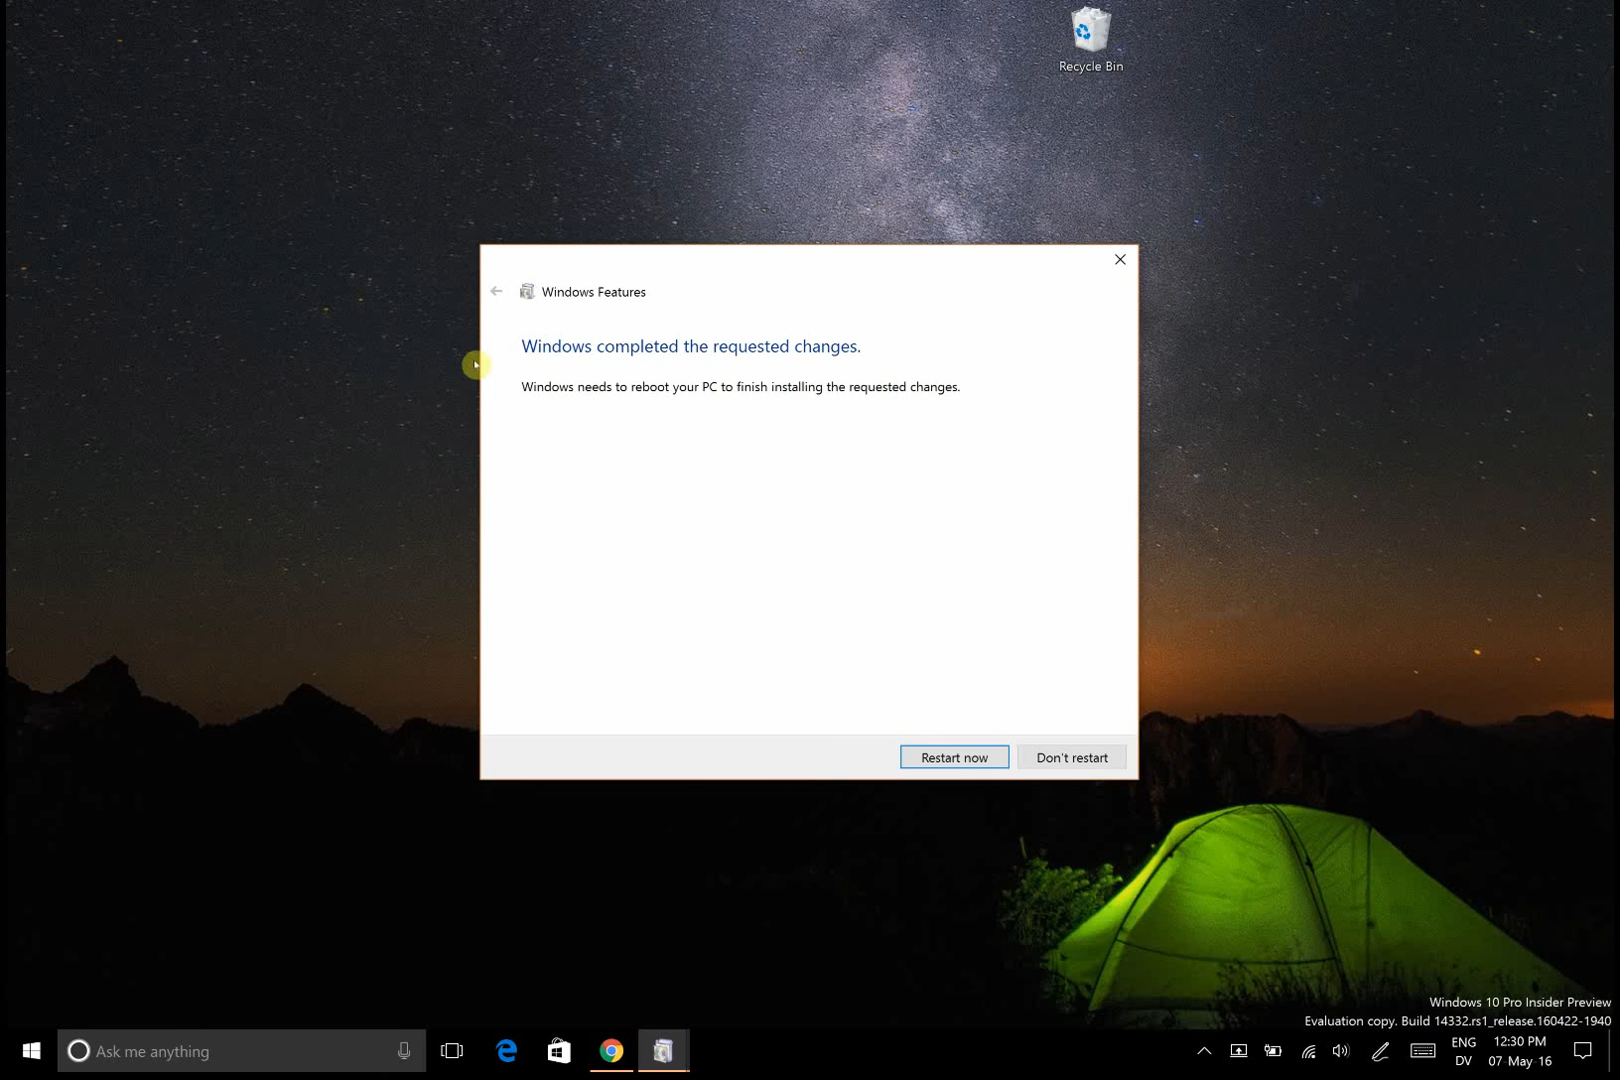 Recycle Bin
Windows Features
Windows completed the requested changes.
Windows needs to reboot your PC to finish installing the requested changes.
Restart now
Don't restart
Windows 10 Pro Insider Preview
Evaluation copy. Build 14332.rs1_release.160422-1940
Ask me anything
ENG
DV
12:30 PM
07-May-16